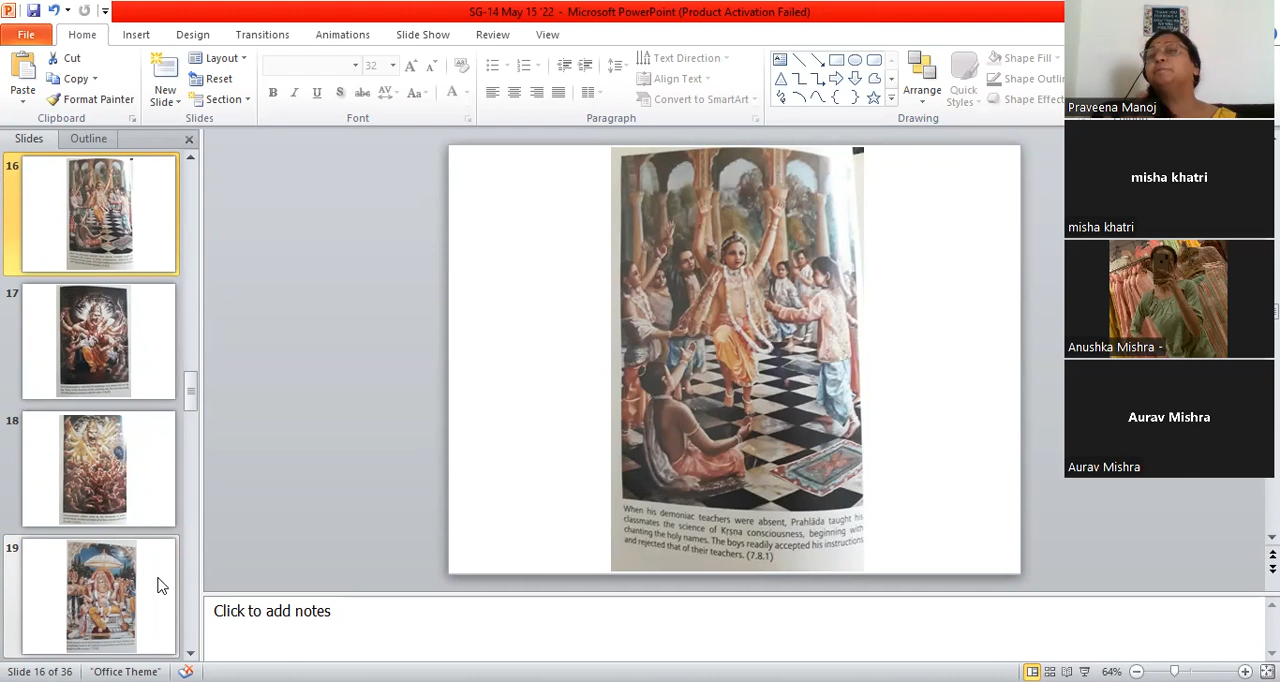 SG-14 May 15 '22 - Microsoft PowerPoint (Product Activation Failed)
File Home Insert Design Transitions Animations Slide Show Review View
Paste
Cut
Copy
Format Painter
Clipboard
New
Slide
Layout
Reset
Section
Slides
32
B I U S abc AV Aa A
Font
Text Direction
Align Text
Convert to SmartArt
Paragraph
Arrange
Quick
Styles
Shape Fill
Shape Outli
Shape Effect
Drawing
Slides Outline
16
17
18
19
When his demoniac teachers were absent, Prahlāda taught his
classmates the science of Kṛṣṇa consciousness, beginning with
chanting the holy names. The boys readily accepted his instructions
and rejected that of their teachers. (7.8.1)
Click to add notes
Slide 16 of 36 "Office Theme" 64%
Praveena Manoj
misha khatri
misha khatri
Anushka Mishra -
Aurav Mishra
Aurav Mishra